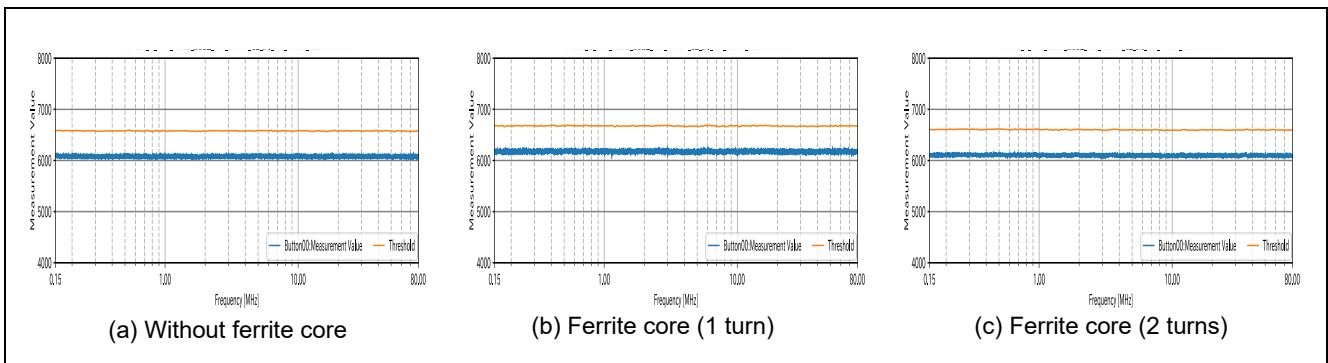 8000
7000
6000
5000
4000
Measurement Value
Button00:Measurement Value
Threshold
0.15
1.00
10.00
80.00
Frequency [MHz]
(a) Without ferrite core
8000
7000
6000
5000
4000
Measurement Value
Button00:Measurement Value
Threshold
0.15
1.00
10.00
80.00
Frequency [MHz]
(b) Ferrite core (1 turn)
8000
7000
6000
5000
4000
Measurement Value
Button00:Measurement Value
Threshold
0.15
1.00
10.00
80.00
Frequency [MHz]
(c) Ferrite core (2 turns)